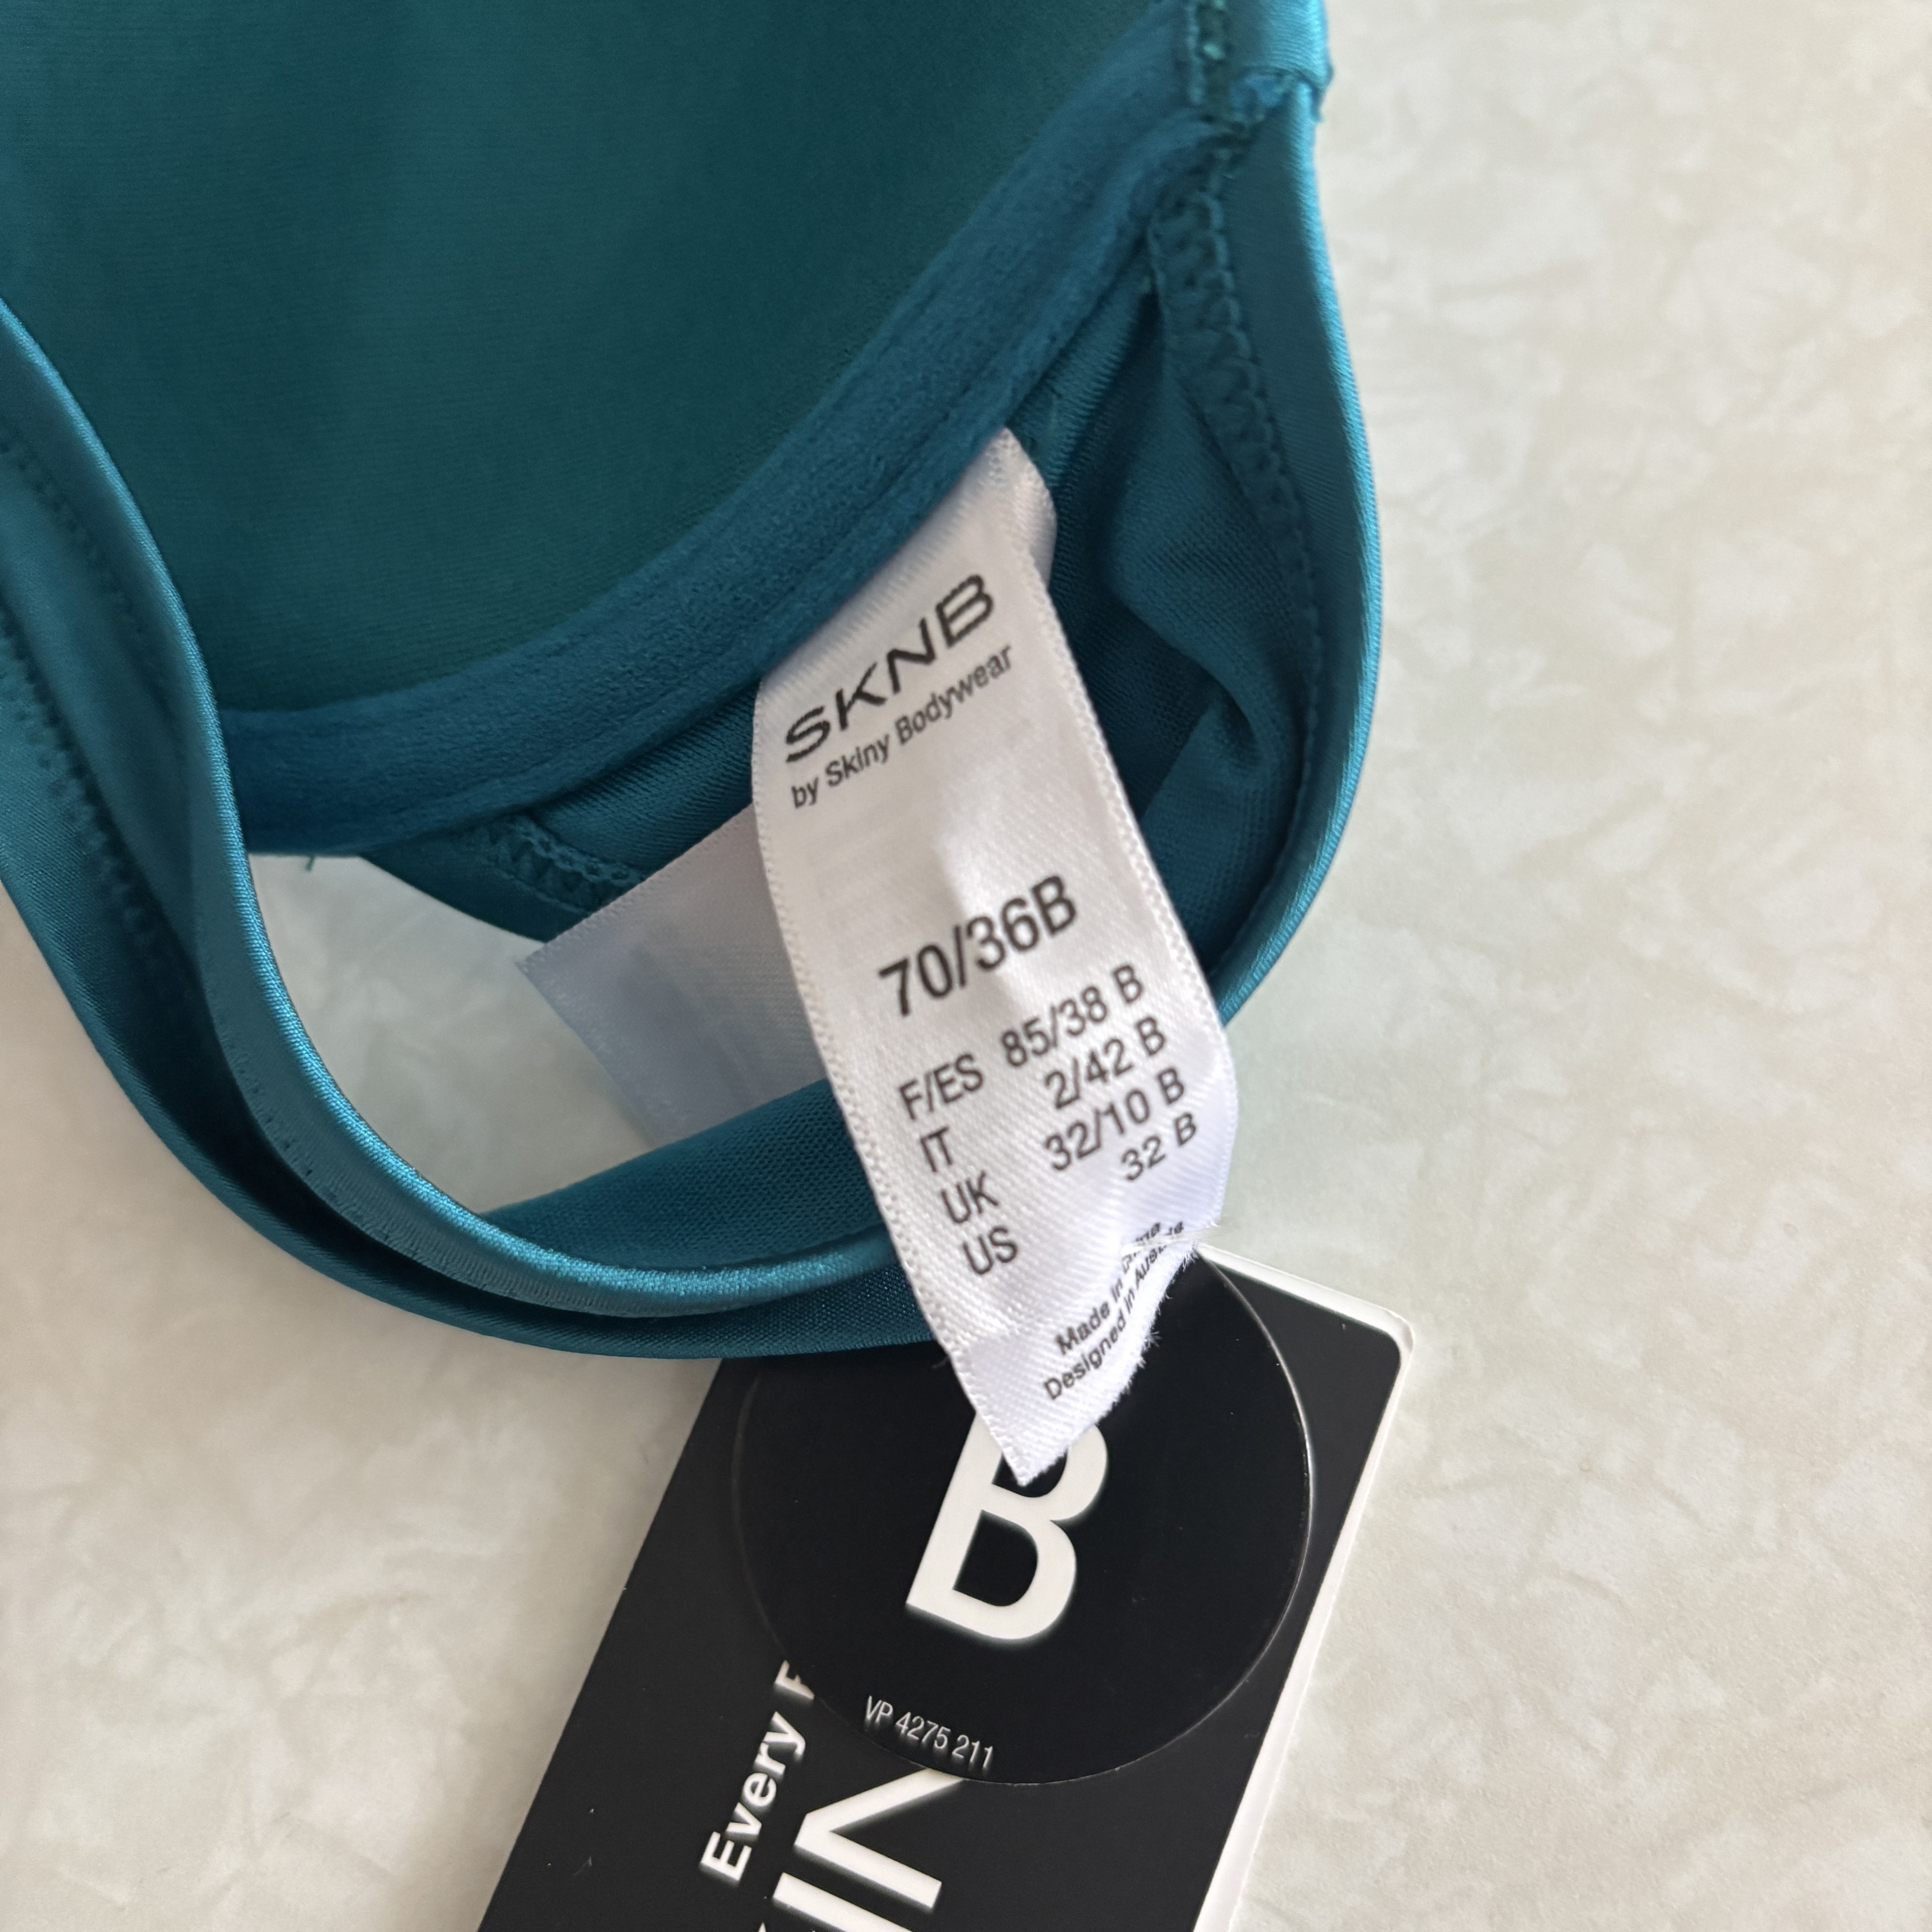 SKNB
by Skiny Bodywear
70/36B
F/ES 85/38 B
IT 2/42 B
UK 32/10 B
US 32 B
Made in
Designed in
B
VP 4275 211
Every